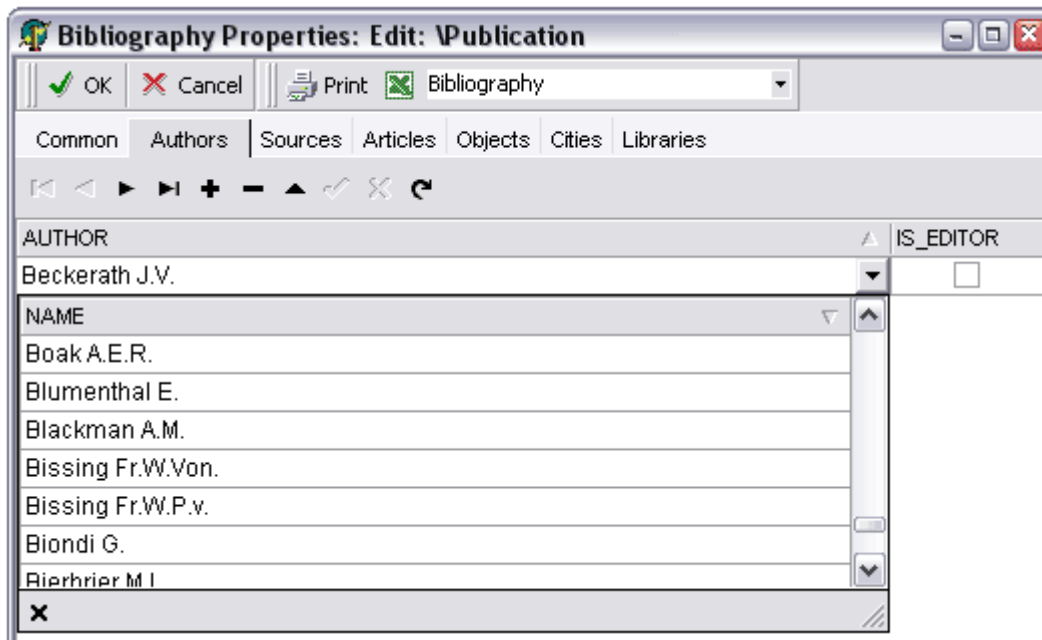 Bibliography Properties: Edit: \Publication
OK Cancel Print Bibliography
Common Authors Sources Articles Objects Cities Libraries
AUTHOR IS_EDITOR
Beckerath J.V.
NAME
Boak A.E.R.
Blumenthal E.
Blackman A.M.
Bissing Fr.W.Von.
Bissing Fr.W.P.v.
Biondi G.
Bierbrier M.L.